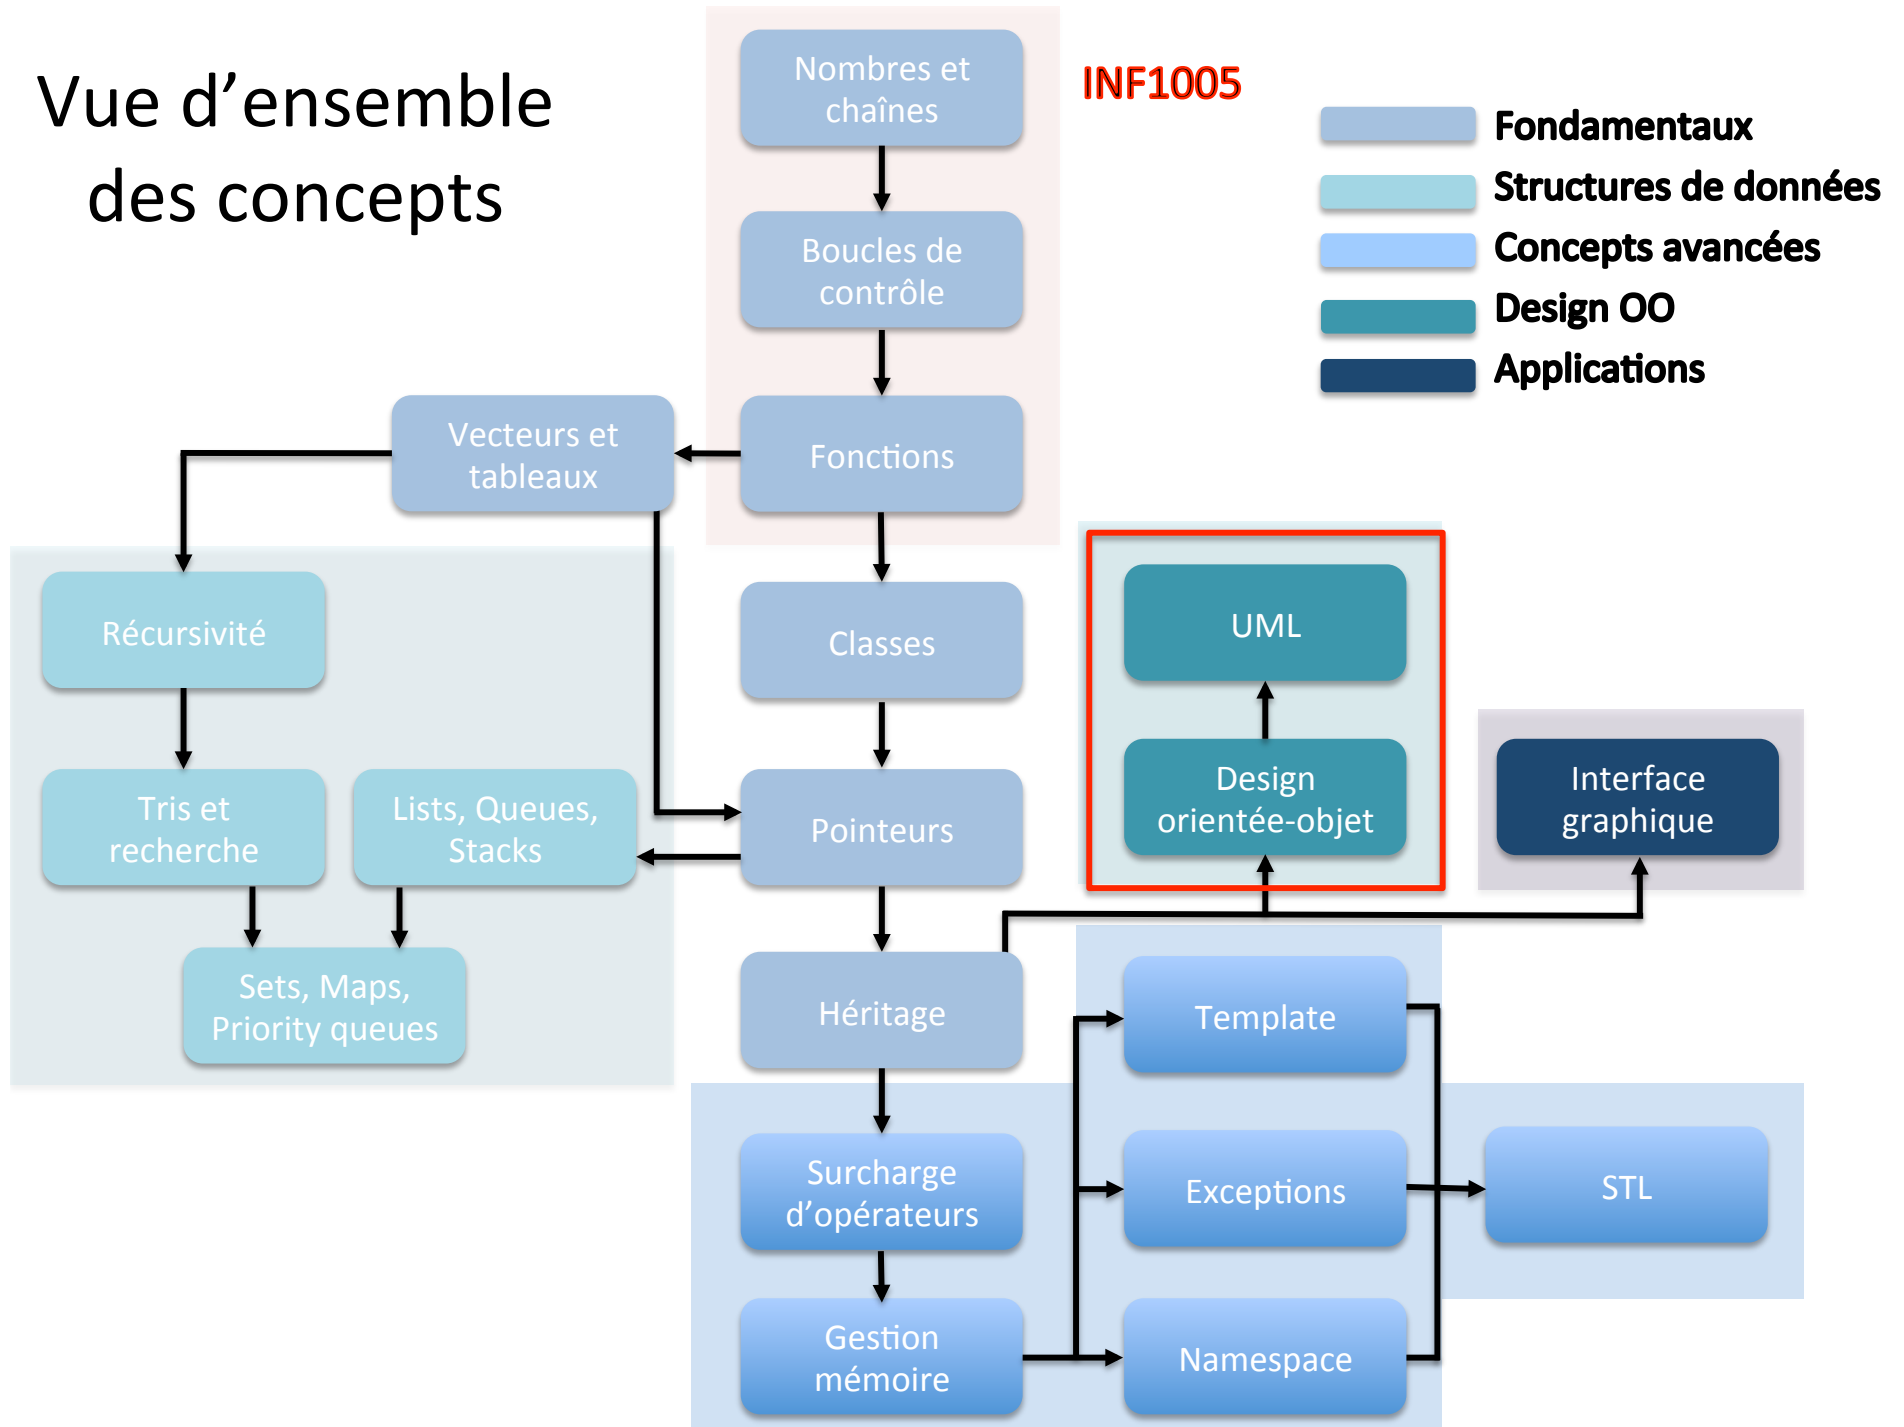 Vue d’ensemble
des concepts
Nombres et
chaînes
INF1005
Fondamentaux
Structures de données
Concepts avancées
Design OO
Applications
Boucles de
contrôle
Vecteurs et
tableaux
Fonctions
Récursivité
Classes
UML
Tris et
recherche
Lists, Queues,
Stacks
Pointeurs
Design
orientée-objet
Interface
graphique
Sets, Maps,
Priority queues
Héritage
Template
Surcharge
d’opérateurs
Exceptions
STL
Gestion
mémoire
Namespace